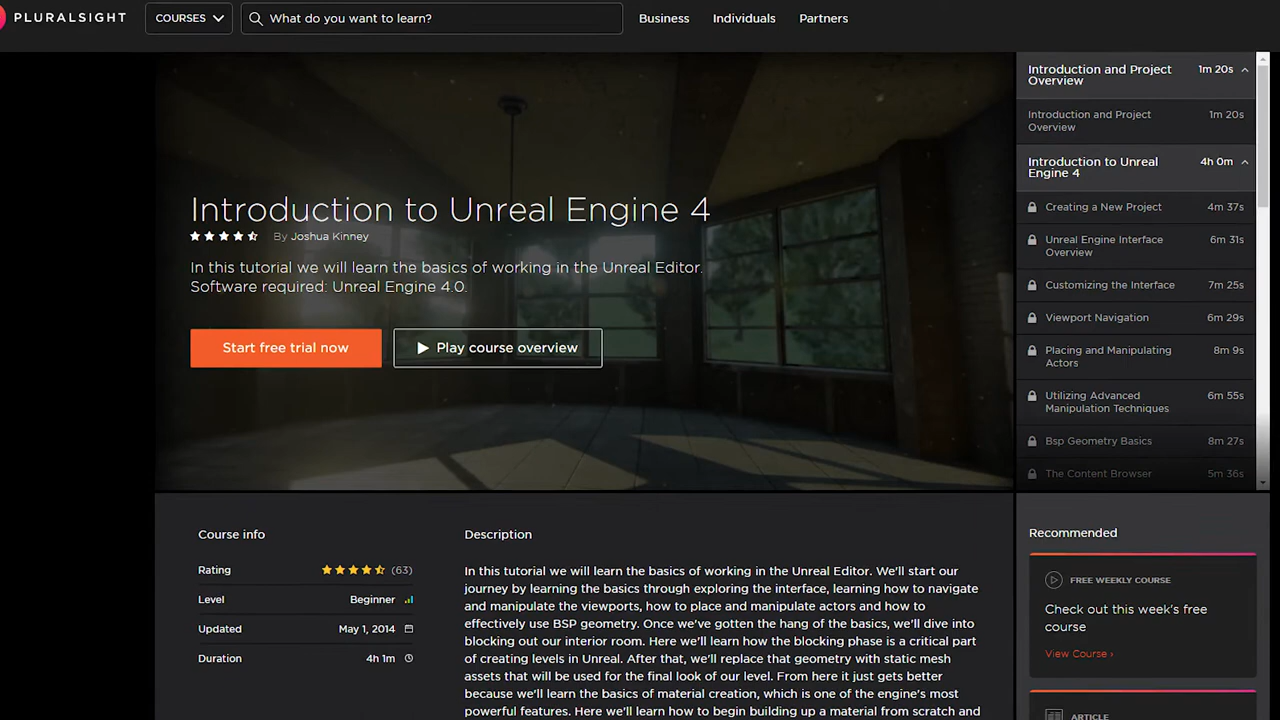 PLURALSIGHT
COURSES
What do you want to learn?
Business
Individuals
Partners
Introduction to Unreal Engine 4
By Joshua Kinney
In this tutorial we will learn the basics of working in the Unreal Editor.
Software required: Unreal Engine 4.0.
Start free trial now
Play course overview
Introduction and Project 1m 20s
Overview
Introduction and Project 1m 20s
Overview
Introduction to Unreal 4h 0m
Engine 4
Creating a New Project 4m 37s
Unreal Engine Interface 6m 31s
Overview
Customizing the Interface 7m 25s
Viewport Navigation 6m 29s
Placing and Manipulating 8m 9s
Actors
Utilizing Advanced 6m 55s
Manipulation Techniques
Bsp Geometry Basics 8m 27s
The Content Browser 5m 36s
Course info
Rating (63)
Level Beginner
Updated May 1, 2014
Duration 4h 1m
Description
In this tutorial we will learn the basics of working in the Unreal Editor. We'll start our
journey by learning the basics through exploring the interface, learning how to navigate
and manipulate the viewports, how to place and manipulate actors and how to
effectively use BSP geometry. Once we've gotten the hang of the basics, we'll dive into
blocking out our interior room. Here we'll learn how the blocking phase is a critical part
of creating levels in Unreal. After that, we'll replace that geometry with static mesh
assets that will be used for the final look of our level. From here it just gets better
because we'll learn the basics of material creation, which is one of the engine's most
powerful features. Here we'll learn how to begin building up a material from scratch and
Recommended
FREE WEEKLY COURSE
Check out this week's free
course
View Course ›
ARTICLE